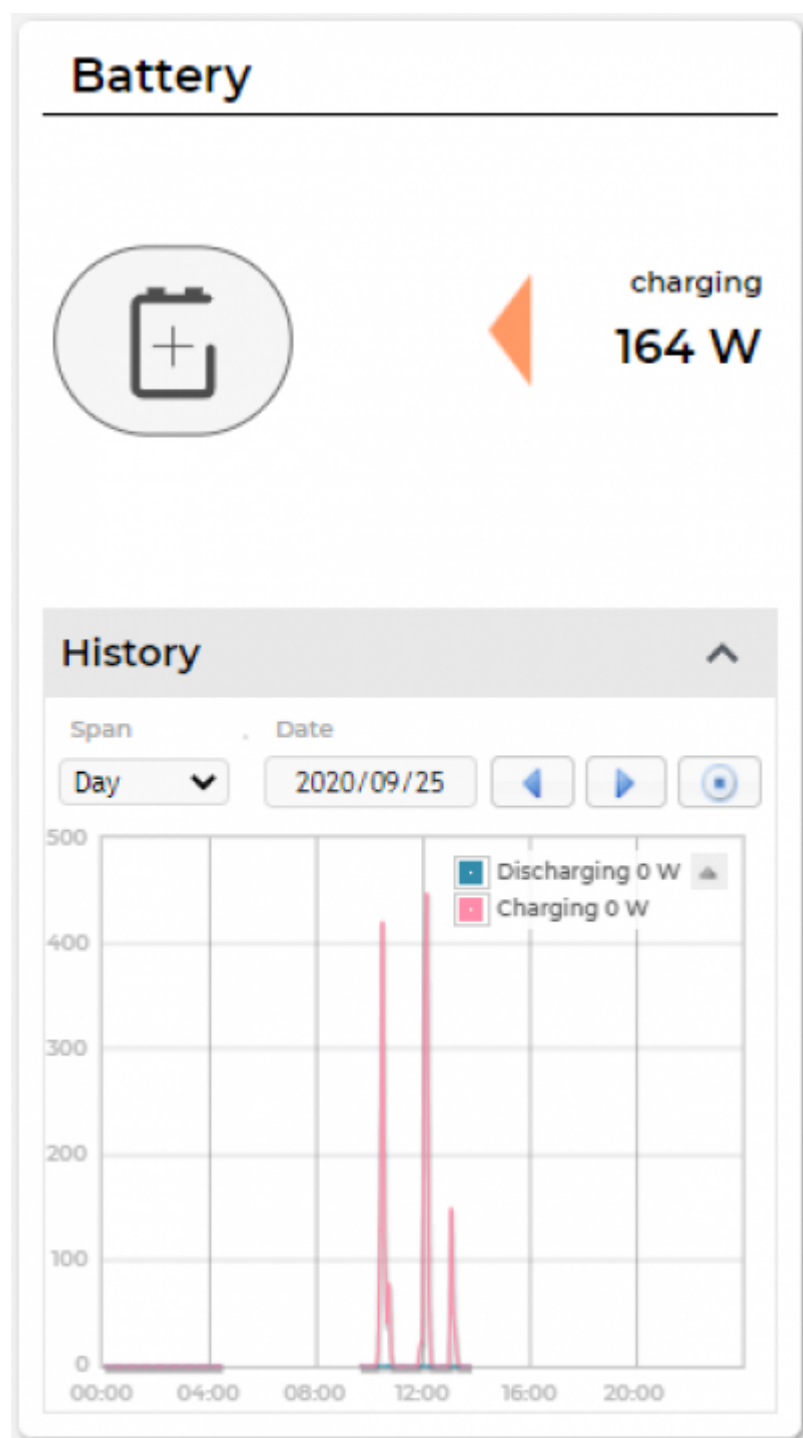 Battery
charging
164 W
History
Span . Date
Day 2020/09/25
500
Discharging 0 W
Charging 0 W
400
300
200
100
0
00:00 04:00 08:00 12:00 16:00 20:00